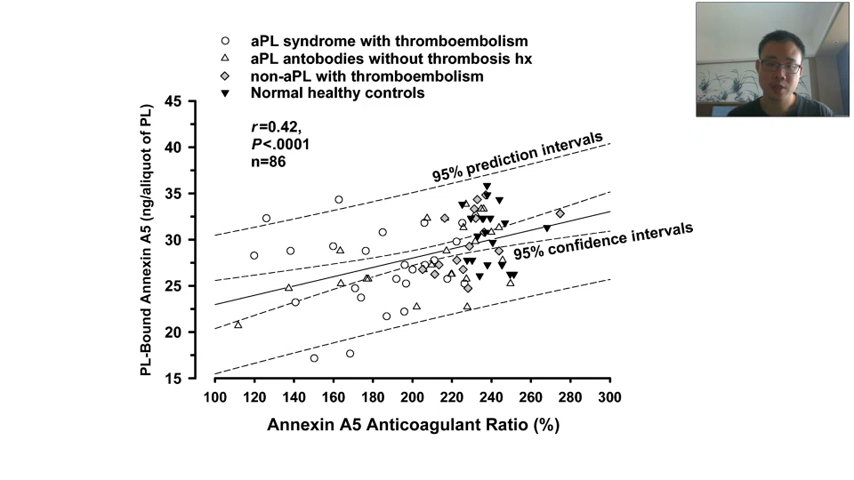 aPL syndrome with thromboembolism
aPL antobodies without thrombosis hx
non-aPL with thromboembolism
Normal healthy controls
r=0.42,
P<.0001
n=86
95% prediction intervals
95% confidence intervals
PL-Bound Annexin A5 (ng/aliquot of PL)
45
40
35
30
25
20
15
100 120 140 160 180 200 220 240 260 280 300
Annexin A5 Anticoagulant Ratio (%)